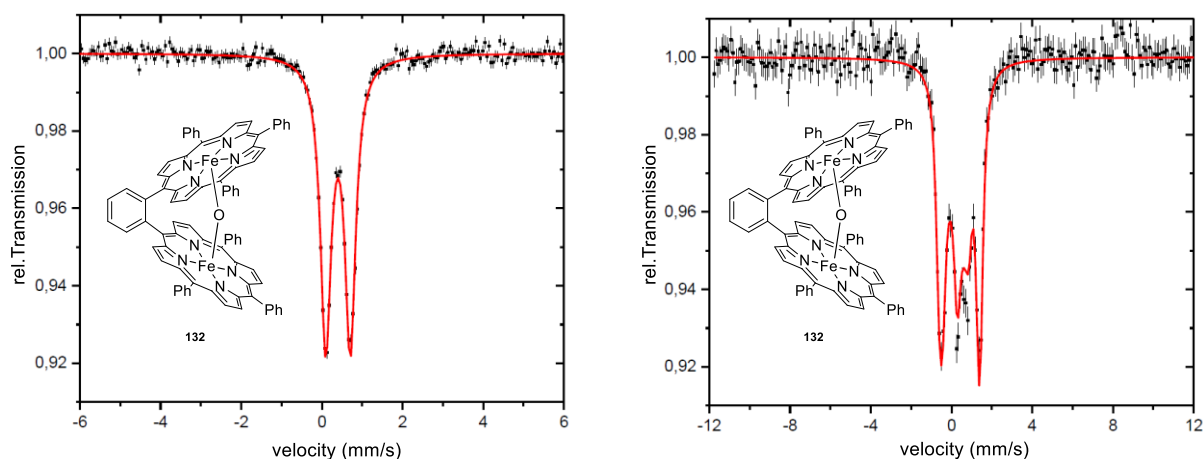 1,00
0,98
0,96
0,94
0,92
rel.Transmission
-6 -4 -2 0 2 4 6
velocity (mm/s)
Ph
Ph
N
N Fe N
N
Ph
O
N Ph
N Fe N
N
Ph
Ph
132
1,00
0,98
0,96
0,94
0,92
rel.Transmission
-12 -8 -4 0 4 8 12
velocity (mm/s)
Ph
Ph
N
N Fe N
N
Ph
O
N Ph
N Fe N
N
Ph
Ph
132